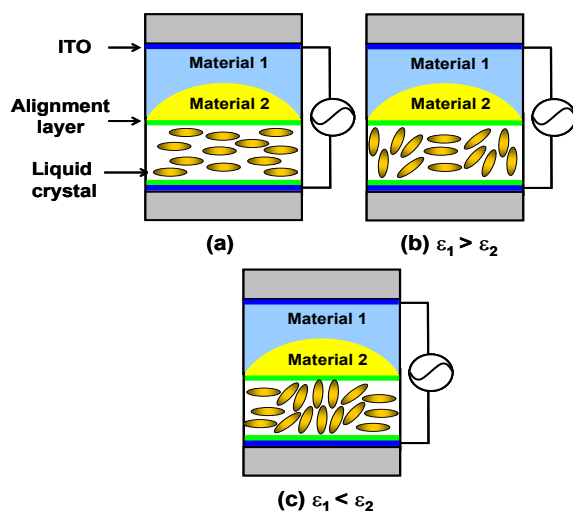 ITO
Material 1
Material 2
Alignment
layer
Liquid
crystal
(a)
Material 1
Material 2
(b) ε₁ > ε₂
Material 1
Material 2
(c) ε₁ < ε₂